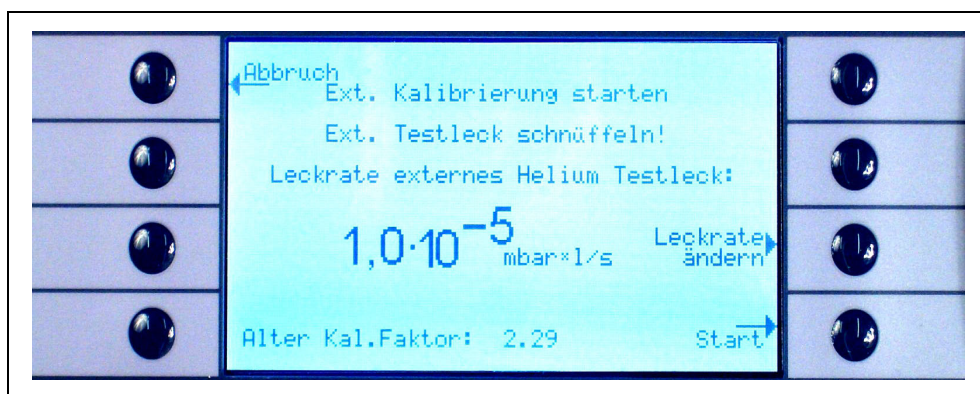 Abbruch
Ext. Kalibrierung starten
Ext. Testleck schnüffeln!
Leckrate externes Helium Testleck:
1,0·10⁻⁵ mbar*l/s
Leckrate
ändern
Alter Kal.Faktor: 2.29
Start